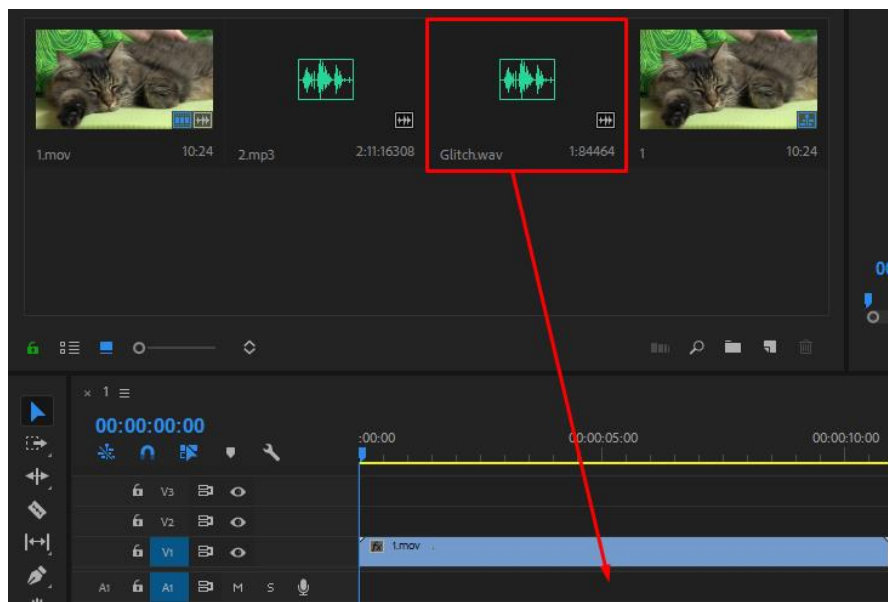 1.mov 10:24 2.mp3 2:11:16308 Glitch.wav 1:84464 1 10:24
00
× 1
00:00:00:00
:00:00 00:00:05:00 00:00:10:00
V3
V2
V1 fx 1.mov
A1 A1 M S